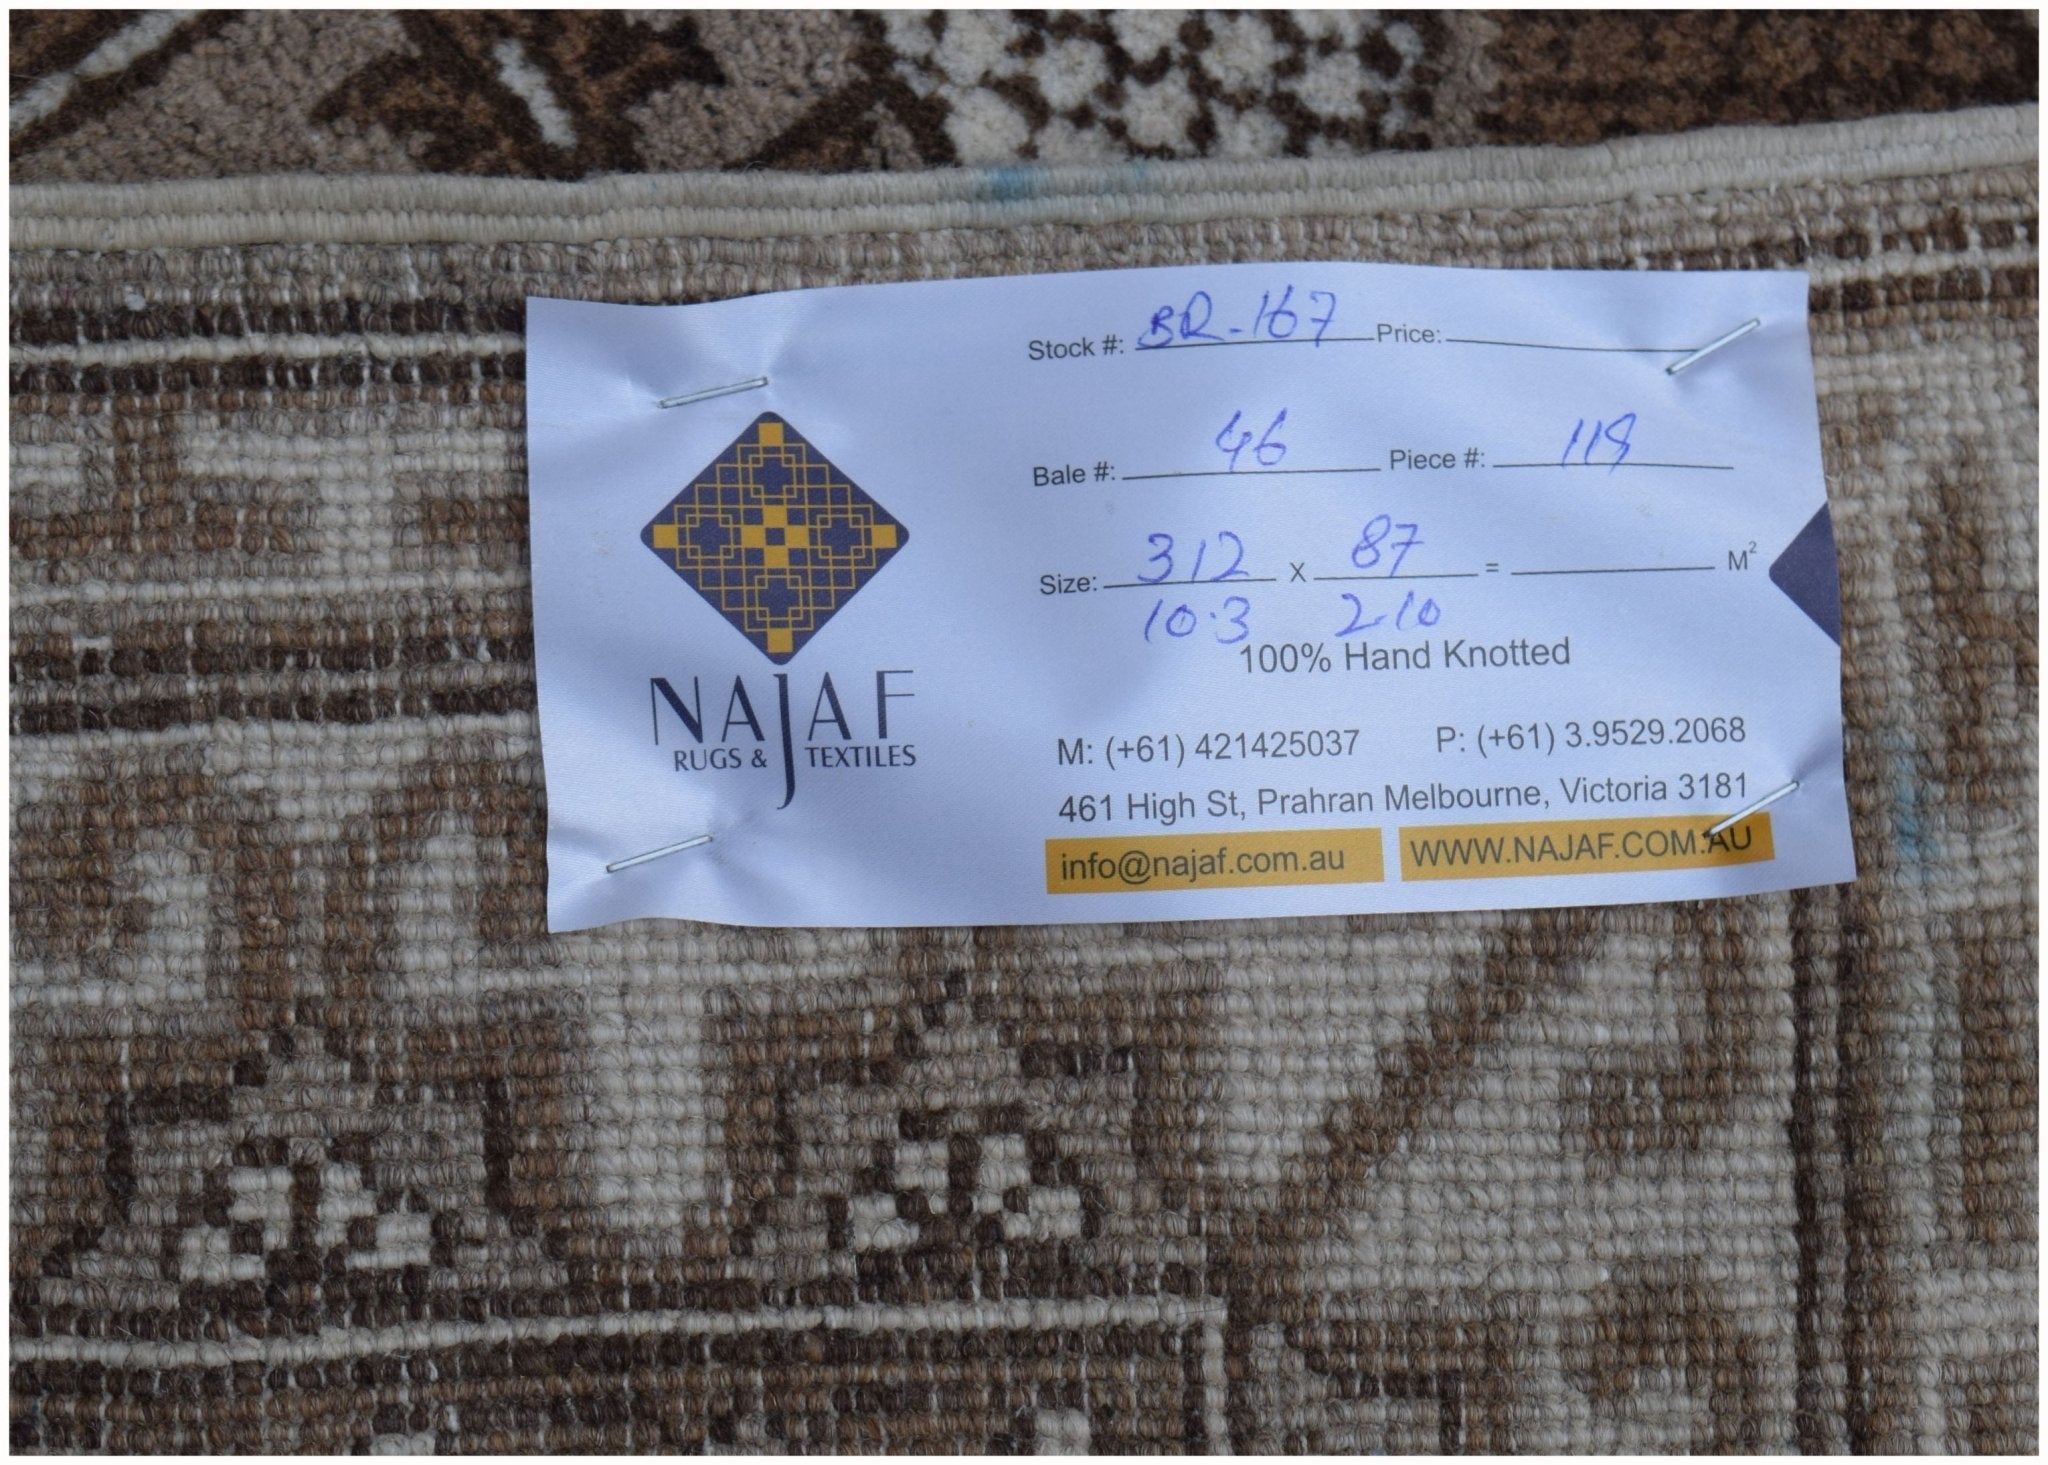 Stock #: BR-167 Price:
Bale #: 46 Piece #:
Size: 312 x 87 = M²
10.3 2.10
100% Hand Knotted
NAJAF
RUGS & TEXTILES
M: (+61) 421425037 P: (+61) 3.9529.2068
461 High St, Prahran Melbourne, Victoria 3181
info@najaf.com.au WWW.NAJAF.COM.AU